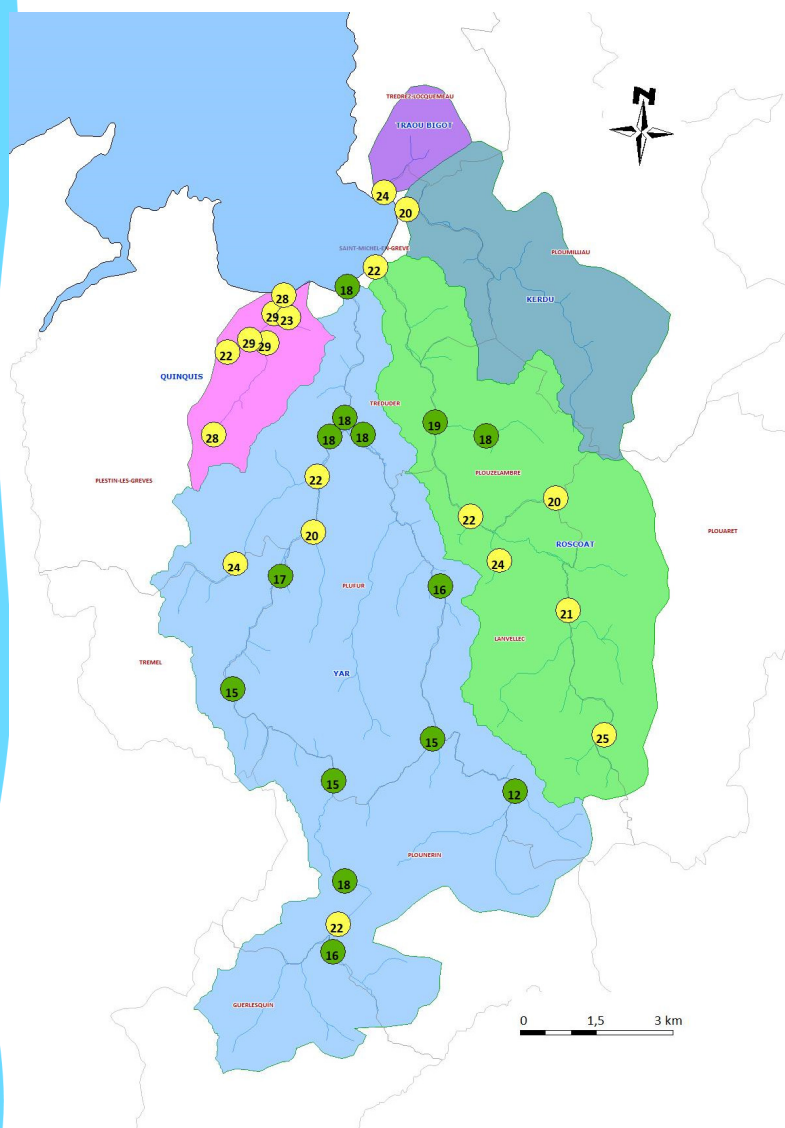 N
TREDREZ-LOCQUEMEAU
TRAOU BIGOT
24
20
SAINT-MICHEL-EN-GREVE
PLOUMILLIAU
22
18
28
KERDU
29
23
29
29
22
QUINQUIS
TREDUDER
18
19
28
18
18
18
PLOUZELAMBRE
22
PLESTIN-LES-GREVES
20
22
PLOUARET
20
ROSCOAT
24
24
17
PLUFUR
16
21
LANVELLEC
TREMEL
YAR
15
25
15
15
12
PLOUNERIN
18
22
16
GUERLESQUIN
0 1,5 3 km